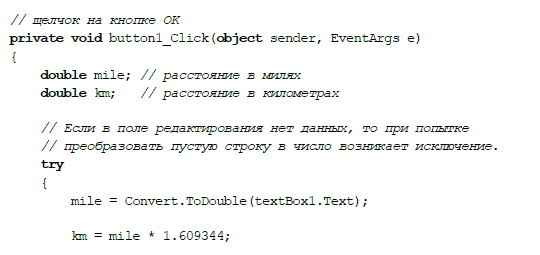 // щелчок на кнопке OK
private void button1_Click(object sender, EventArgs e)
{
    double mile; // расстояние в милях
    double km;   // расстояние в километрах

    // Если в поле редактирования нет данных, то при попытке
    // преобразовать пустую строку в число возникает исключение.
    try
    {
        mile = Convert.ToDouble(textBox1.Text);

        km = mile * 1.609344;